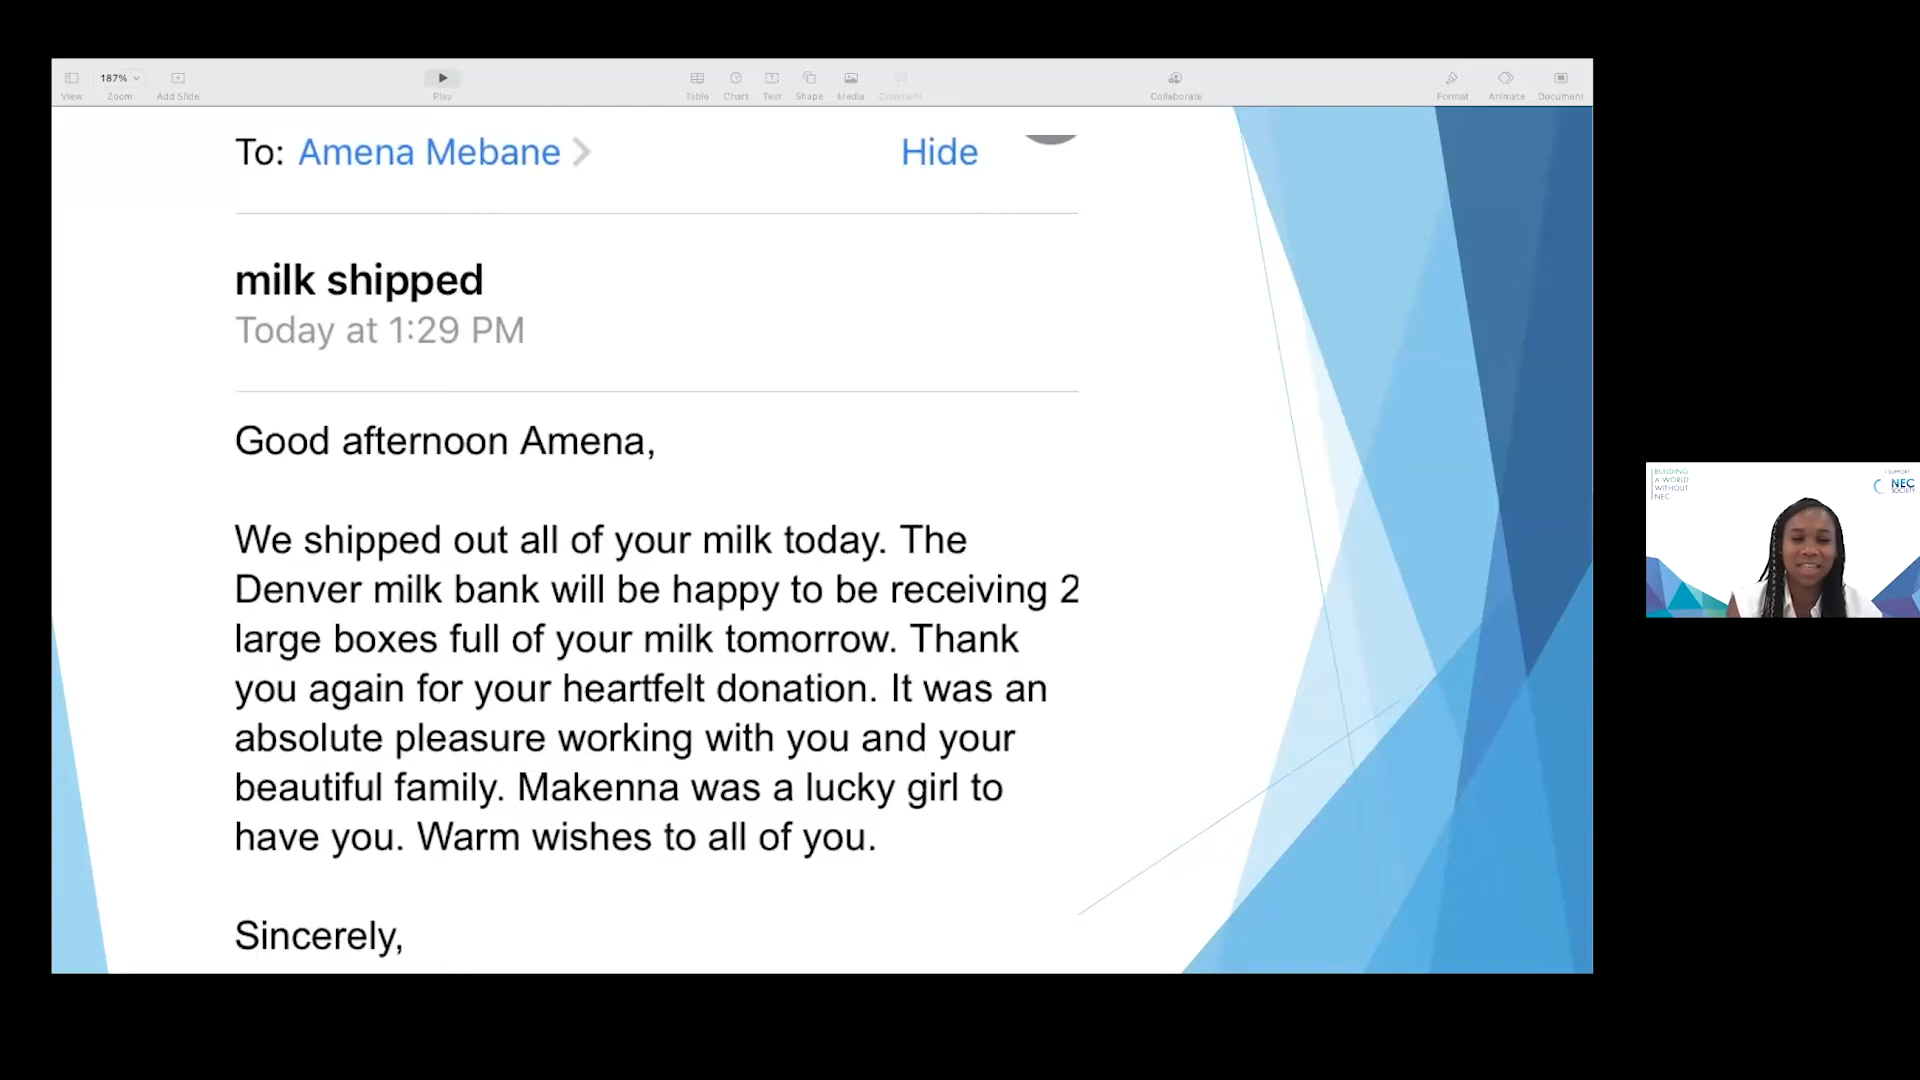 187%
View
Zoom
Add Slide
Play
Table
Chart
Text
Shape
Media
Comment
Collaborate
Format
Animate
Document
To: Amena Mebane
Hide
milk shipped
Today at 1:29 PM
Good afternoon Amena,
We shipped out all of your milk today. The
Denver milk bank will be happy to be receiving 2
large boxes full of your milk tomorrow. Thank
you again for your heartfelt donation. It was an
absolute pleasure working with you and your
beautiful family. Makenna was a lucky girl to
have you. Warm wishes to all of you.
Sincerely,
BUILDING
A WORLD
WITHOUT
NEC
I SUPPORT
NEC
SOCIETY